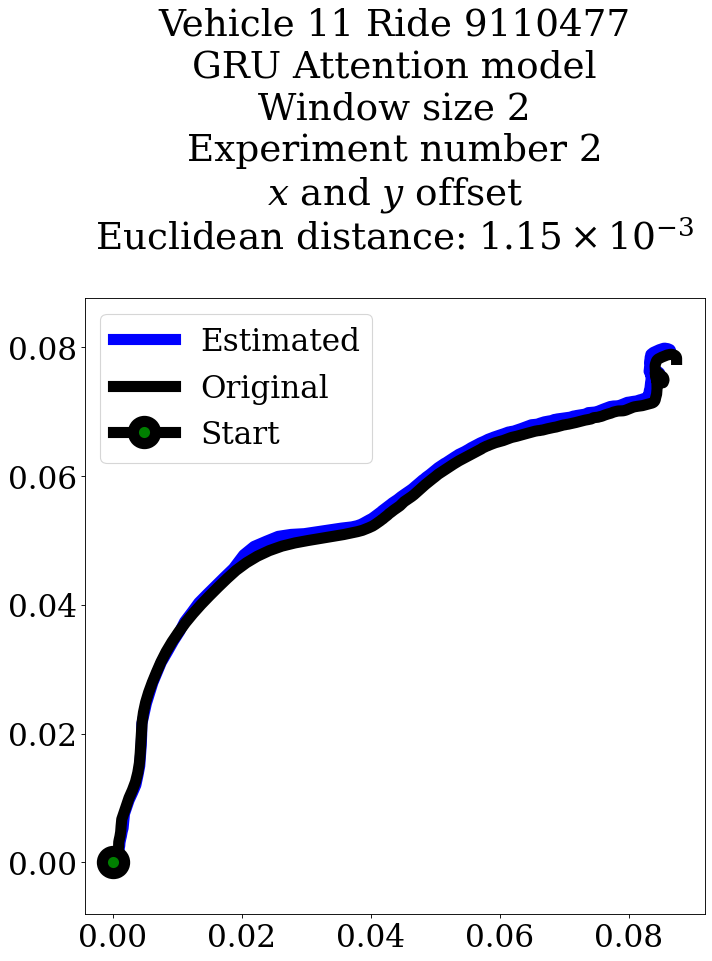 Vehicle 11 Ride 9110477
GRU Attention model
Window size 2
Experiment number 2
x and y offset
Euclidean distance: 1.15 × 10⁻³
Estimated
Original
Start
0.08
0.06
0.04
0.02
0.00
0.00 0.02 0.04 0.06 0.08